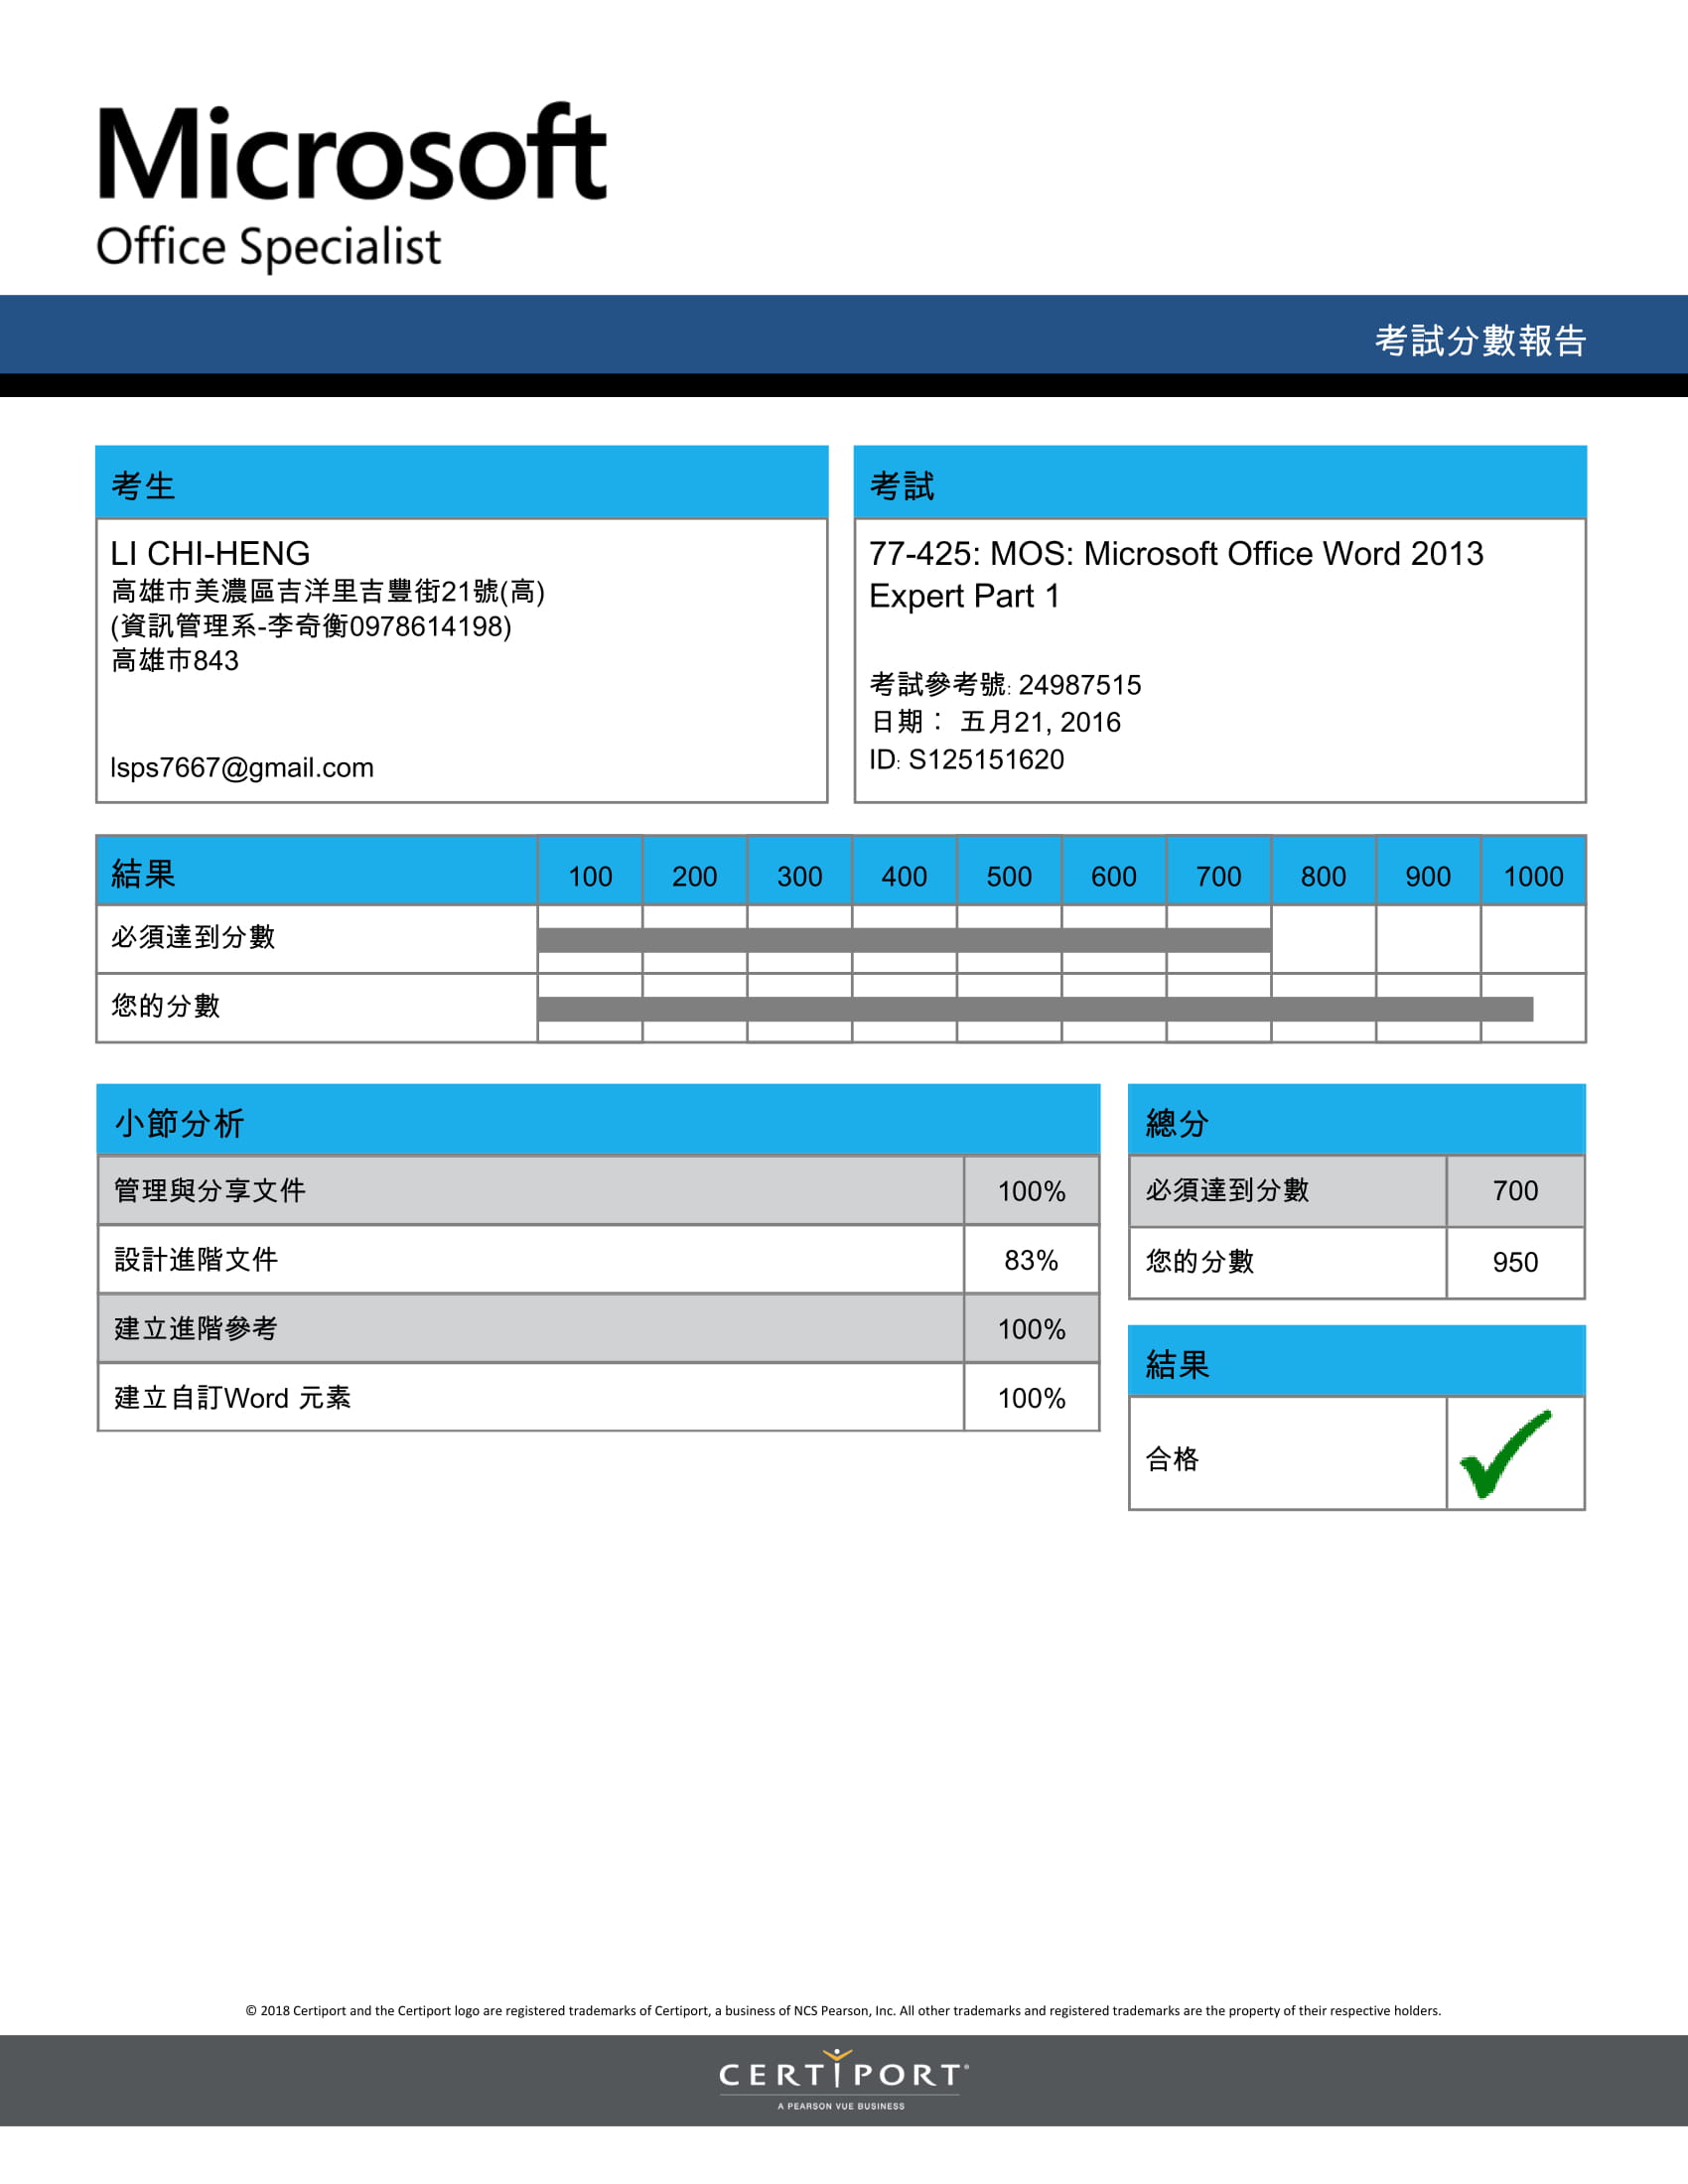 Microsoft
Office Specialist
考試分數報告
考生
LI CHI-HENG
高雄市美濃區吉洋里吉豐街21號(高)
(資訊管理系-李奇衡0978614198)
高雄市843
lsps7667@gmail.com
考試
77-425: MOS: Microsoft Office Word 2013
Expert Part 1
考試參考號: 24987515
日期： 五月21, 2016
ID: S125151620
結果 100 200 300 400 500 600 700 800 900 1000
必須達到分數
您的分數
小節分析
管理與分享文件 100%
設計進階文件 83%
建立進階參考 100%
建立自訂Word 元素 100%
總分
必須達到分數 700
您的分數 950
結果
合格
© 2018 Certiport and the Certiport logo are registered trademarks of Certiport, a business of NCS Pearson, Inc. All other trademarks and registered trademarks are the property of their respective holders.
CERTIPORT®
A PEARSON VUE BUSINESS